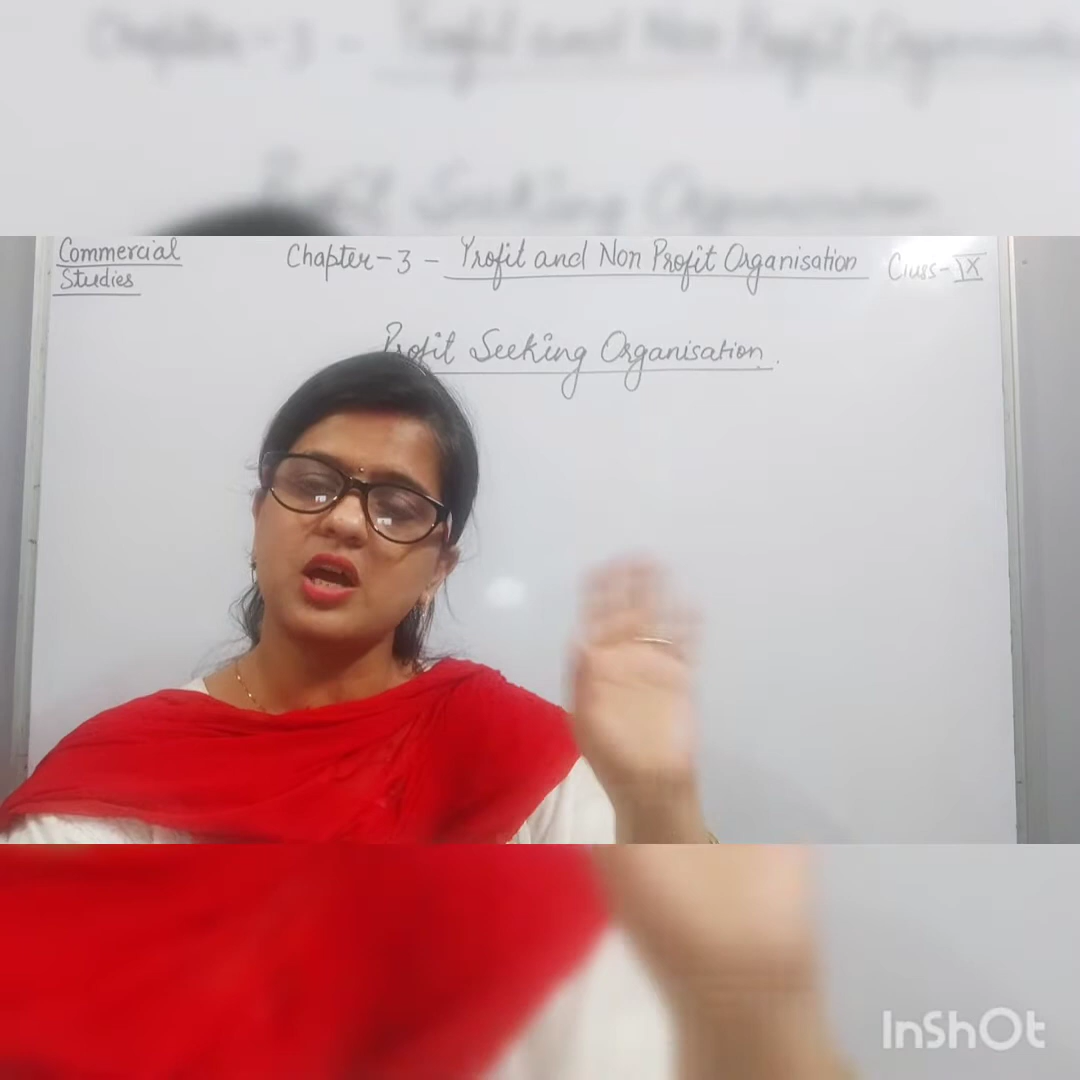 Commercial
Studies
Chapter-3 - Profit and Non Profit Organisation
Class-IX
Profit Seeking Organisation.
InShOt